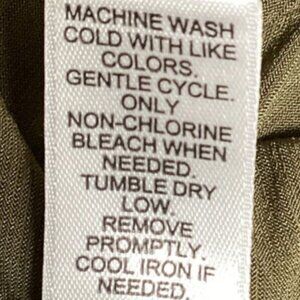 MACHINE WASH
COLD WITH LIKE
COLORS.
GENTLE CYCLE.
ONLY
NON-CHLORINE
BLEACH WHEN
NEEDED.
TUMBLE DRY
LOW.
REMOVE
PROMPTLY.
COOL IRON IF
NEEDED.